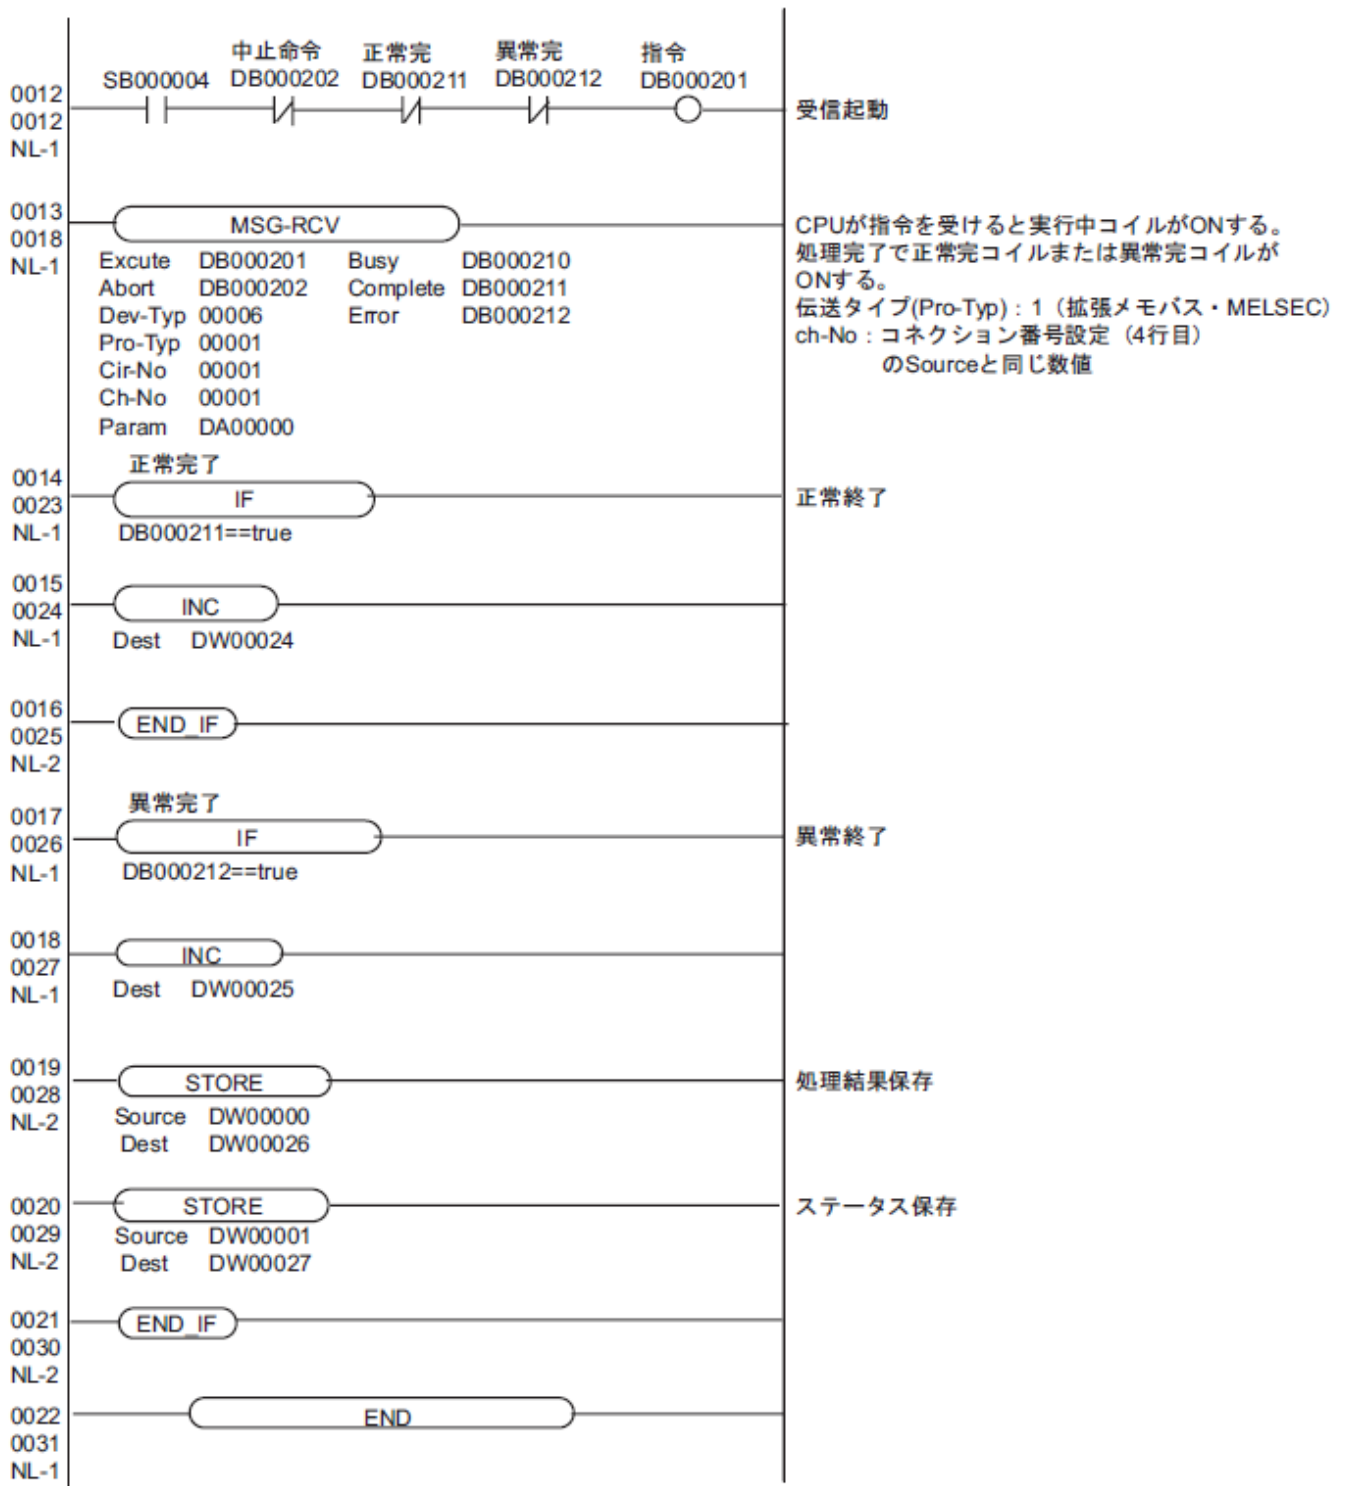 中止命令 正常完 異常完 指令
SB000004 DB000202 DB000211 DB000212 DB000201
0012
0012
NL-1
受信起動
0013
0018
NL-1
MSG-RCV
Excute DB000201 Busy DB000210
Abort DB000202 Complete DB000211
Dev-Typ 00006 Error DB000212
Pro-Typ 00001
Cir-No 00001
Ch-No 00001
Param DA00000
CPUが指令を受けると実行中コイルがONする。
処理完了で正常完コイルまたは異常完コイルが
ONする。
伝送タイプ(Pro-Typ)：1（拡張メモバス・MELSEC）
ch-No：コネクション番号設定（4行目）
のSourceと同じ数値
正常完了
0014
0023
NL-1
IF
DB000211==true
正常終了
0015
0024
NL-1
INC
Dest DW00024
0016
0025
NL-2
END_IF
異常完了
0017
0026
NL-1
IF
DB000212==true
異常終了
0018
0027
NL-1
INC
Dest DW00025
0019
0028
NL-2
STORE
Source DW00000
Dest DW00026
処理結果保存
0020
0029
NL-2
STORE
Source DW00001
Dest DW00027
ステータス保存
0021
0030
NL-2
END_IF
0022
0031
NL-1
END